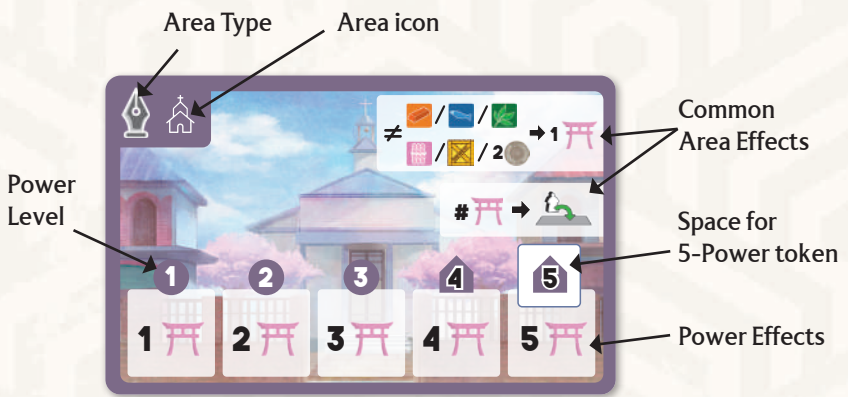 Area Type
Area icon
Power
Level
Common
Area Effects
Space for
5-Power token
Power Effects
≠ / /
/ / 2 → 1
# →
1 2 3 4 5
1 2 3 4 5